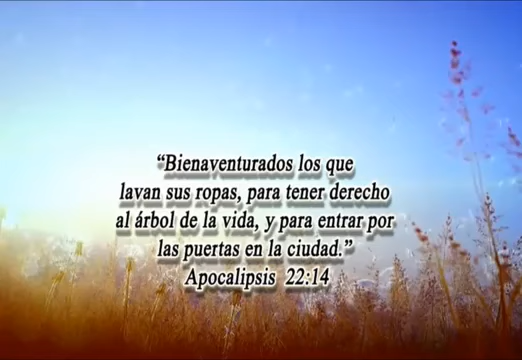 “Bienaventurados los que
lavan sus ropas, para tener derecho
al árbol de la vida, y para entrar por
las puertas en la ciudad.”
Apocalipsis 22:14